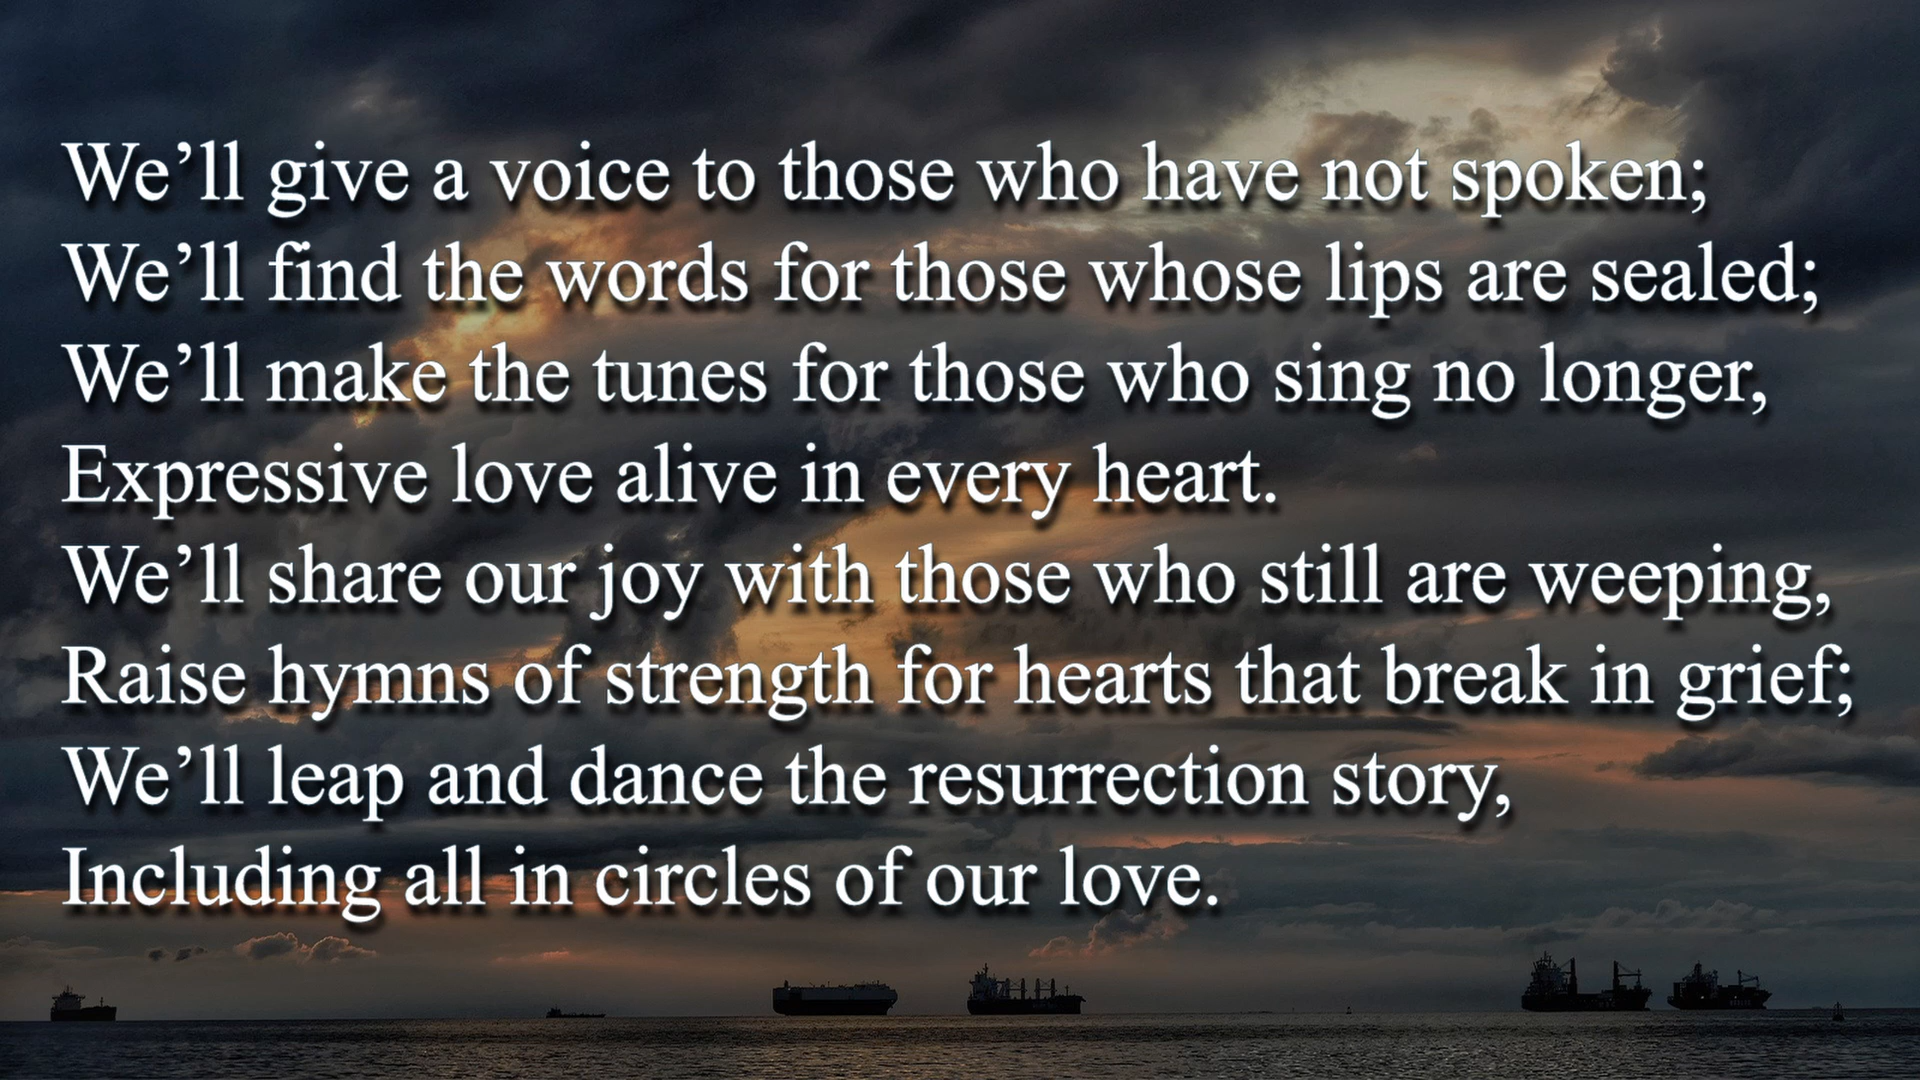 We’ll give a voice to those who have not spoken;
We’ll find the words for those whose lips are sealed;
We’ll make the tunes for those who sing no longer,
Expressive love alive in every heart.
We’ll share our joy with those who still are weeping,
Raise hymns of strength for hearts that break in grief;
We’ll leap and dance the resurrection story,
Including all in circles of our love.